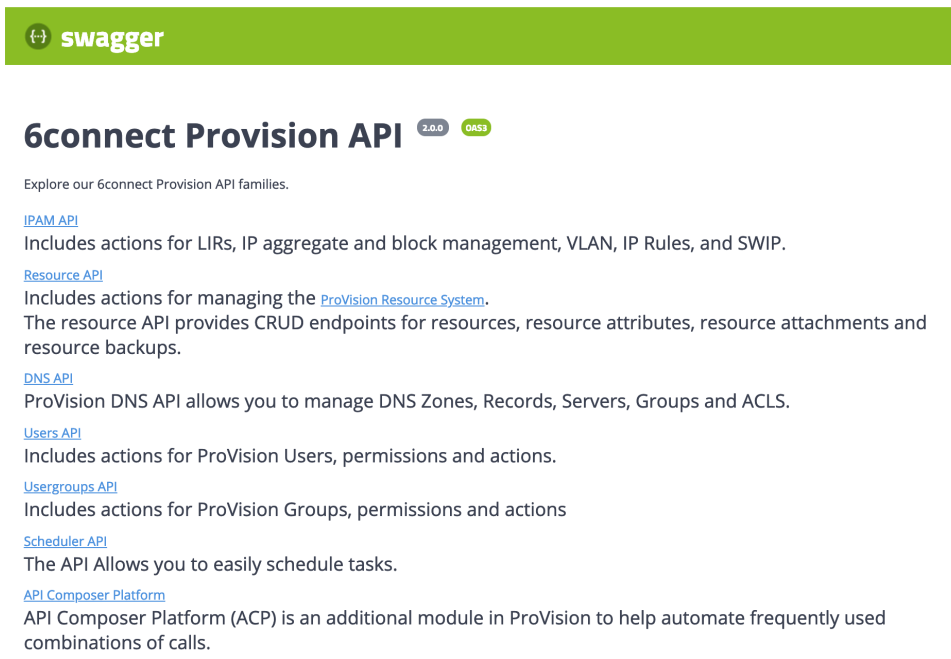 {...} swagger
6connect Provision API 2.0.0 OAS3
Explore our 6connect Provision API families.
IPAM API
Includes actions for LIRs, IP aggregate and block management, VLAN, IP Rules, and SWIP.
Resource API
Includes actions for managing the ProVision Resource System.
The resource API provides CRUD endpoints for resources, resource attributes, resource attachments and
resource backups.
DNS API
ProVision DNS API allows you to manage DNS Zones, Records, Servers, Groups and ACLS.
Users API
Includes actions for ProVision Users, permissions and actions.
Usergroups API
Includes actions for ProVision Groups, permissions and actions
Scheduler API
The API Allows you to easily schedule tasks.
API Composer Platform
API Composer Platform (ACP) is an additional module in ProVision to help automate frequently used
combinations of calls.